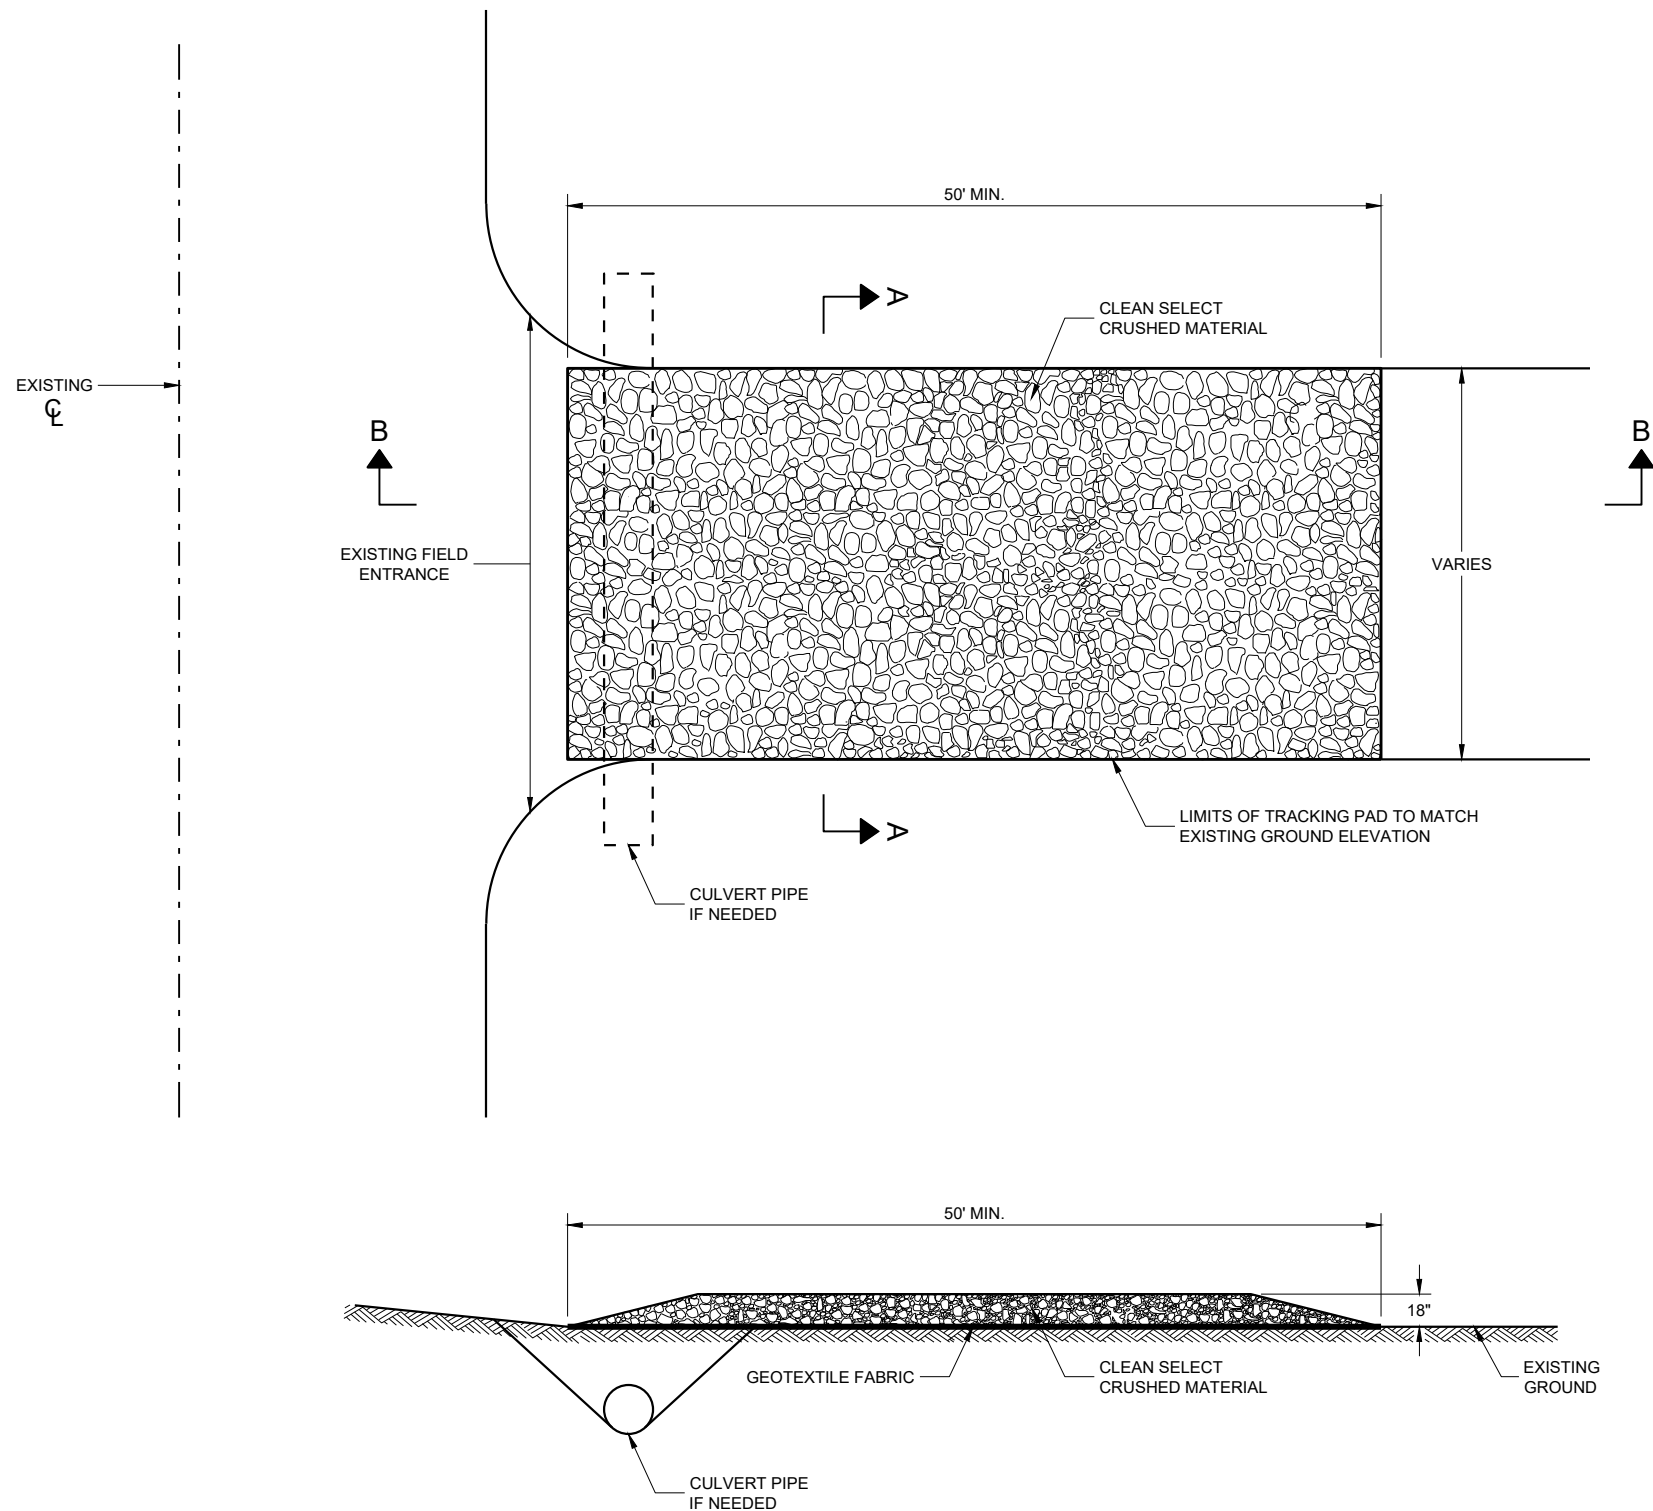 50' MIN.
A
CLEAN SELECT
CRUSHED MATERIAL
EXISTING
℄
B
B
EXISTING FIELD
ENTRANCE
VARIES
LIMITS OF TRACKING PAD TO MATCH
EXISTING GROUND ELEVATION
A
CULVERT PIPE
IF NEEDED
50' MIN.
18"
GEOTEXTILE FABRIC
CLEAN SELECT
CRUSHED MATERIAL
EXISTING
GROUND
CULVERT PIPE
IF NEEDED